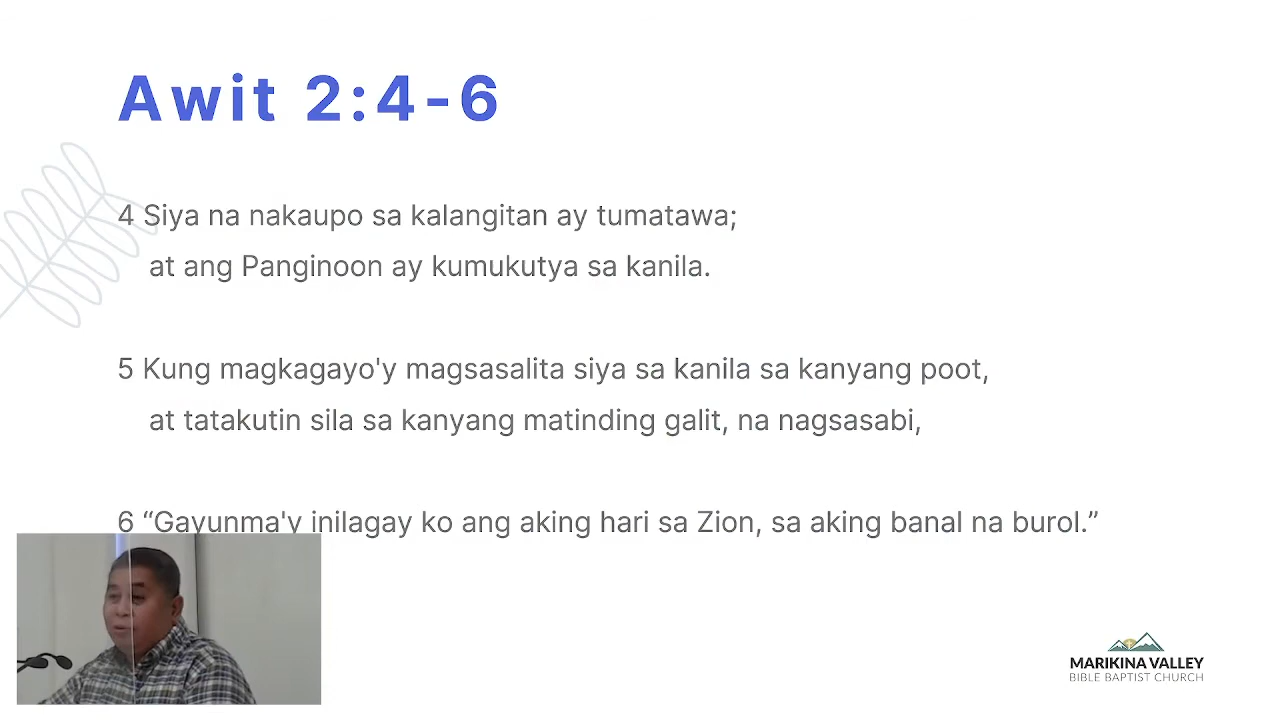 Awit 2:4-6
4 Siya na nakaupo sa kalangitan ay tumatawa;
at ang Panginoon ay kumukutya sa kanila.
5 Kung magkagayo'y magsasalita siya sa kanila sa kanyang poot,
at tatakutin sila sa kanyang matinding galit, na nagsasabi,
6 “Gayunma'y inilagay ko ang aking hari sa Zion, sa aking banal na burol.”
MARIKINA VALLEY
BIBLE BAPTIST CHURCH